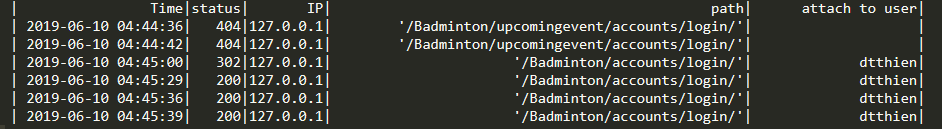 | Time|status| IP| path| attach to user|
| 2019-06-10 04:44:36| 404|127.0.0.1| '/Badminton/upcomingevent/accounts/login/'| |
| 2019-06-10 04:44:42| 404|127.0.0.1| '/Badminton/upcomingevent/accounts/login/'| |
| 2019-06-10 04:45:00| 302|127.0.0.1| '/Badminton/accounts/login/'| dtthien|
| 2019-06-10 04:45:29| 200|127.0.0.1| '/Badminton/accounts/login/'| dtthien|
| 2019-06-10 04:45:36| 200|127.0.0.1| '/Badminton/accounts/login/'| dtthien|
| 2019-06-10 04:45:39| 200|127.0.0.1| '/Badminton/accounts/login/'| dtthien|